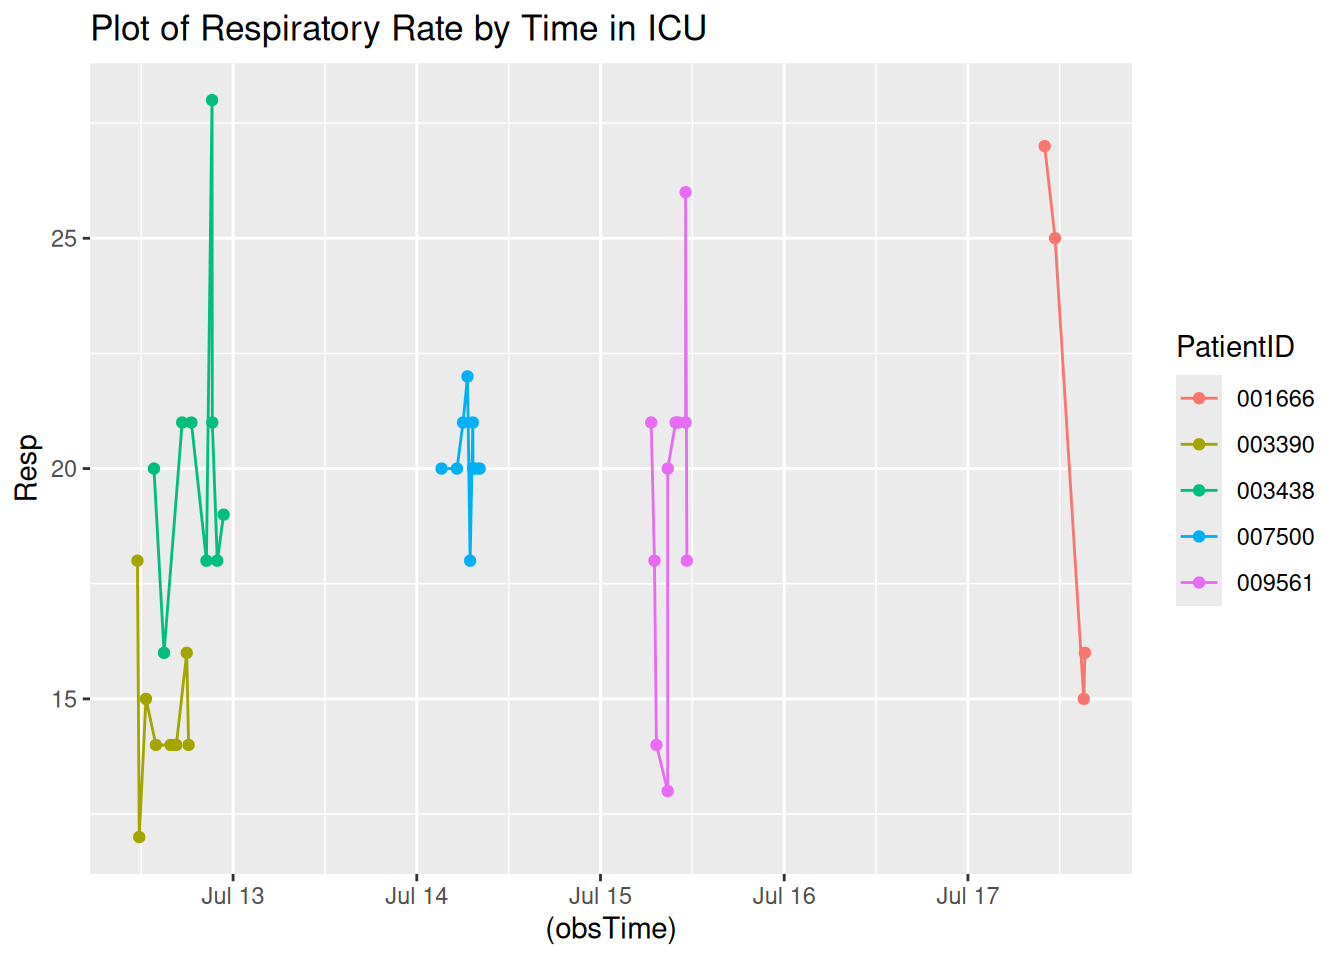 Plot of Respiratory Rate by Time in ICU
25
20
15
Resp
Jul 13
Jul 14
Jul 15
Jul 16
Jul 17
(obsTime)
PatientID
001666
003390
003438
007500
009561